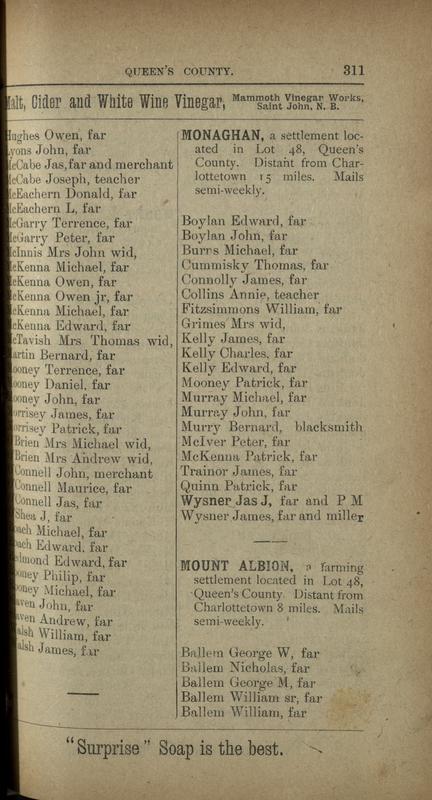 QUEEN'S COUNTY. 311
Malt, Cider and White Wine Vinegar, Mammoth Vinegar Works, Saint John, N. B.
Hughes Owen, far
Lyons John, far
McCabe Jas, far and merchant
McCabe Joseph, teacher
McEachern Donald, far
McEachern L, far
McGarry Terrence, far
McGarry Peter, far
McInnis Mrs John wid,
McKenna Michael, far
McKenna Owen, far
McKenna Owen jr, far
McKenna Michael, far
McKenna Edward, far
McTavish Mrs Thomas wid,
Martin Bernard, far
Mooney Terrence, far
Mooney Daniel, far
Mooney John, far
Morrisey James, far
Morrisey Patrick, far
Brien Mrs Michael wid,
Brien Mrs Andrew wid,
Connell John, merchant
Connell Maurice, far
Connell Jas, far
Shea J, far
oach Michael, far
oach Edward, far
edmond Edward, far
ooney Philip, far
ooney Michael, far
aven John, far
aven Andrew, far
alsh William, far
alsh James, far
MONAGHAN, a settlement loc-
ated in Lot 48, Queen's
County. Distant from Char-
lottetown 15 miles. Mails
semi-weekly.
Boylan Edward, far
Boylan John, far
Burns Michael, far
Cummisky Thomas, far
Connolly James, far
Collins Annie, teacher
Fitzsimmons William, far
Grimes Mrs wid,
Kelly James, far
Kelly Charles, far
Kelly Edward, far
Mooney Patrick, far
Murray Michael, far
Murray John, far
Murry Bernard, blacksmith
McIver Peter, far
McKenna Patrick, far
Trainor James, far
Quinn Patrick, far
Wysner Jas J, far and P M
Wysner James, far and miller
MOUNT ALBION, a farming
settlement located in Lot 48,
Queen's County. Distant from
Charlottetown 8 miles. Mails
semi-weekly.
Ballem George W, far
Ballem Nicholas, far
Ballem George M, far
Ballem William sr, far
Ballem William, far
"Surprise" Soap is the best.